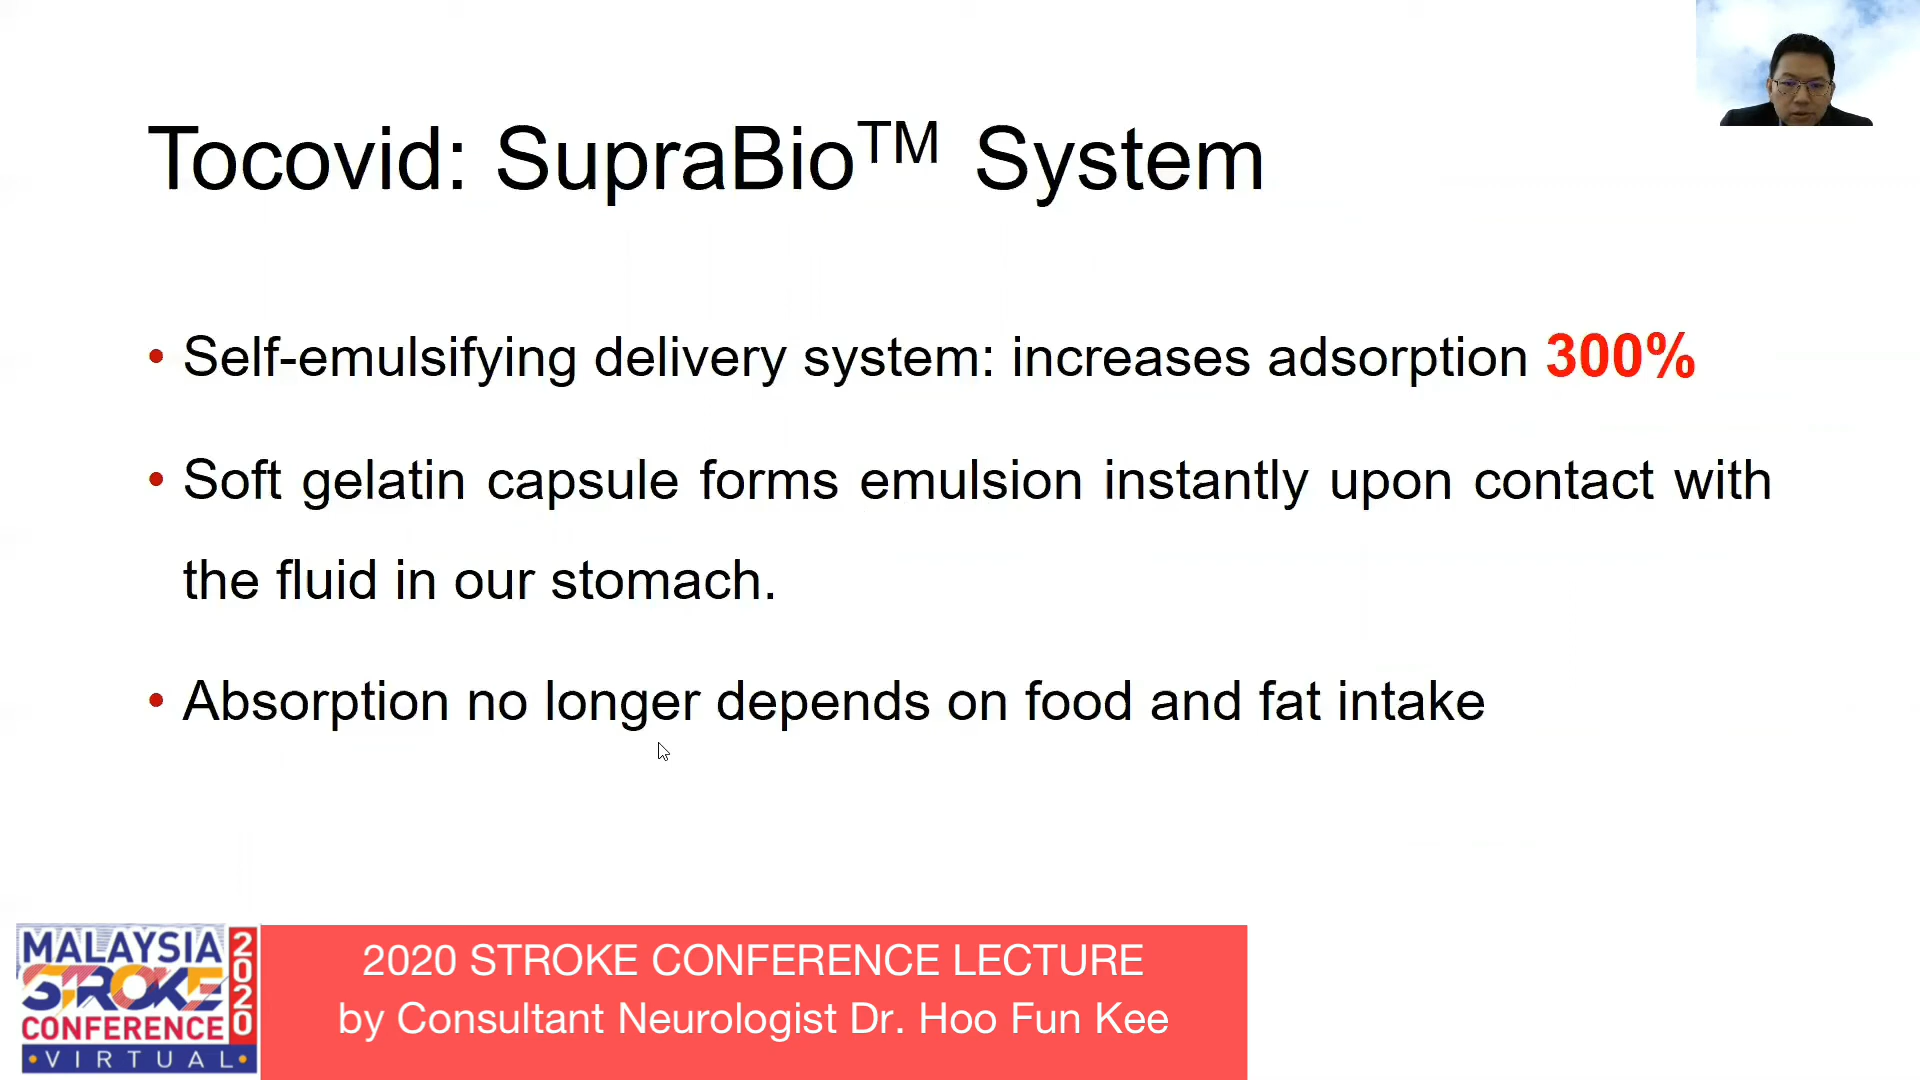 Tocovid: SupraBio™ System
• Self-emulsifying delivery system: increases adsorption 300%
• Soft gelatin capsule forms emulsion instantly upon contact with
the fluid in our stomach.
• Absorption no longer depends on food and fat intake
MALAYSIA
STROKE
CONFERENCE
2020
•VIRTUAL•
2020 STROKE CONFERENCE LECTURE
by Consultant Neurologist Dr. Hoo Fun Kee